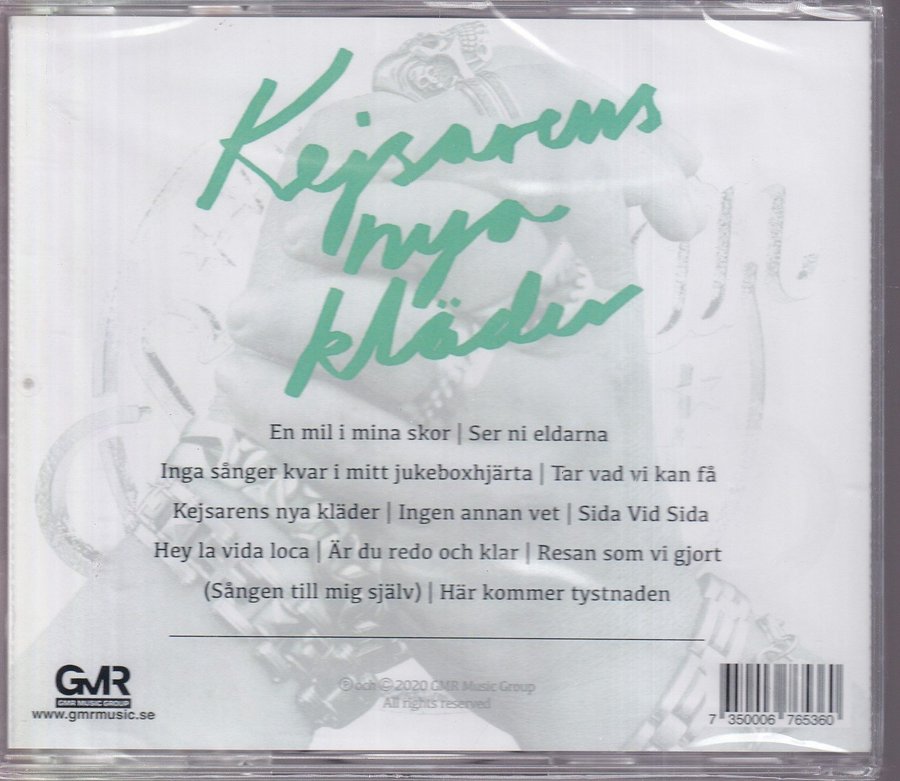 Kejsarens
nya
kläder
En mil i mina skor | Ser ni eldarna
Inga sånger kvar i mitt jukeboxhjärta | Tar vad vi kan få
Kejsarens nya kläder | Ingen annan vet | Sida Vid Sida
Hey la vida loca | Är du redo och klar | Resan som vi gjort
(Sången till mig själv) | Här kommer tystnaden
GMR
GMR MUSIC GROUP
www.gmrmusic.se
Ⓟ och © 2020 GMR Music Group
All rights reserved
7 350006 765360